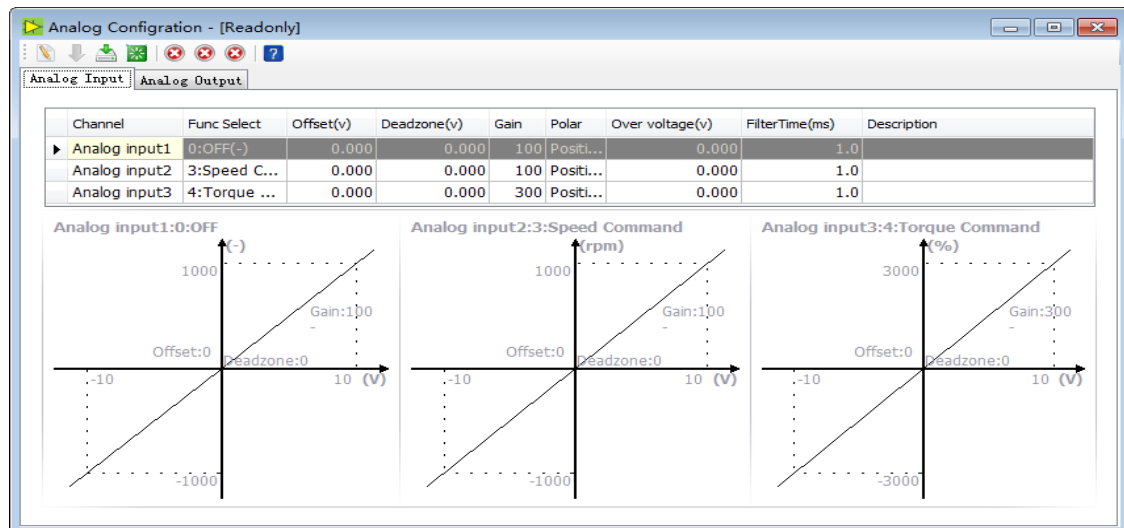 Analog Configration - [Readonly]
Analog Input Analog Output
Channel Func Select Offset(v) Deadzone(v) Gain Polar Over voltage(v) FilterTime(ms) Description
Analog input1 0:OFF(-) 0.000 0.000 100 Positi... 0.000 1.0
Analog input2 3:Speed C... 0.000 0.000 100 Positi... 0.000 1.0
Analog input3 4:Torque ... 0.000 0.000 300 Positi... 0.000 1.0
Analog input1:0:OFF Analog input2:3:Speed Command Analog input3:4:Torque Command
(-) (rpm) (%)
1000 1000 3000
Gain:100 Gain:100 Gain:300
- - -
Offset:0 Offset:0 Offset:0
Deadzone:0 Deadzone:0 Deadzone:0
-10 10 (V) -10 10 (V) -10 10 (V)
-1000 -1000 -3000